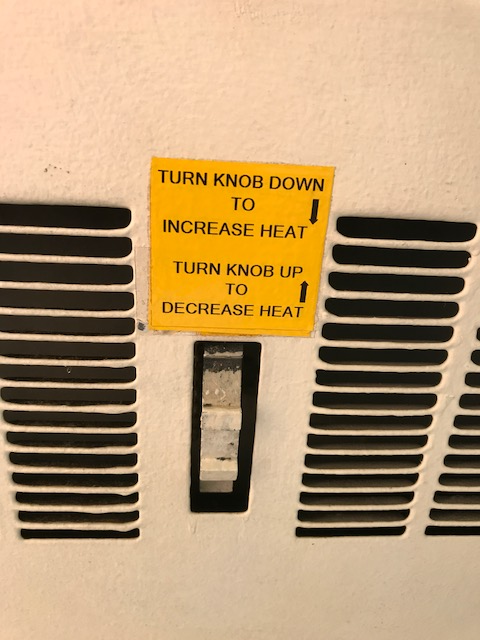 TURN KNOB DOWN
TO
INCREASE HEAT
TURN KNOB UP
TO
DECREASE HEAT